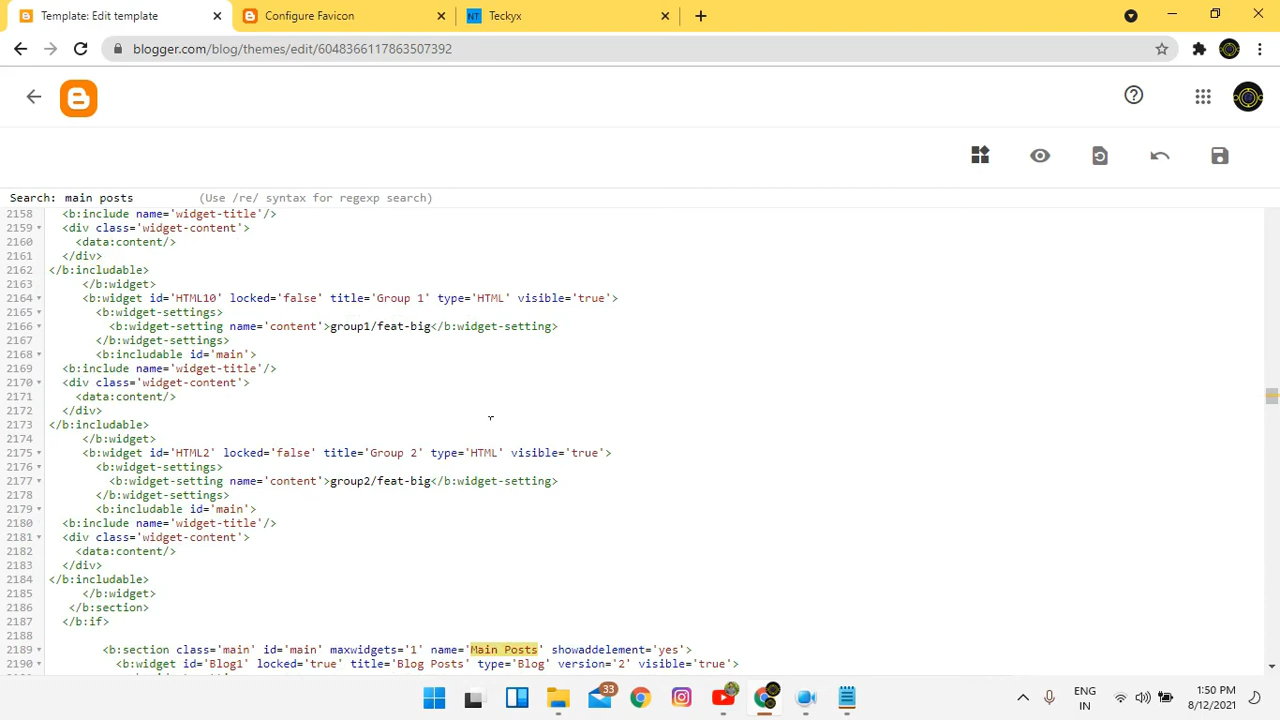 Template: Edit template
Configure Favicon
NT Teckyx
blogger.com/blog/themes/edit/6048366117863507392
Search: main posts (Use /re/ syntax for regexp search)
2158 <b:include name='widget-title'/>
2159 <div class='widget-content'>
2160 <data:content/>
2161 </div>
2162 </b:includable>
2163 </b:widget>
2164 <b:widget id='HTML10' locked='false' title='Group 1' type='HTML' visible='true'>
2165 <b:widget-settings>
2166 <b:widget-setting name='content'>group1/feat-big</b:widget-setting>
2167 </b:widget-settings>
2168 <b:includable id='main'>
2169 <b:include name='widget-title'/>
2170 <div class='widget-content'>
2171 <data:content/>
2172 </div>
2173 </b:includable>
2174 </b:widget>
2175 <b:widget id='HTML2' locked='false' title='Group 2' type='HTML' visible='true'>
2176 <b:widget-settings>
2177 <b:widget-setting name='content'>group2/feat-big</b:widget-setting>
2178 </b:widget-settings>
2179 <b:includable id='main'>
2180 <b:include name='widget-title'/>
2181 <div class='widget-content'>
2182 <data:content/>
2183 </div>
2184 </b:includable>
2185 </b:widget>
2186 </b:section>
2187 </b:if>
2188
2189 <b:section class='main' id='main' maxwidgets='1' name='Main Posts' showaddelement='yes'>
2190 <b:widget id='Blog1' locked='true' title='Blog Posts' type='Blog' version='2' visible='true'>
33
ENG
IN
1:50 PM
8/12/2021